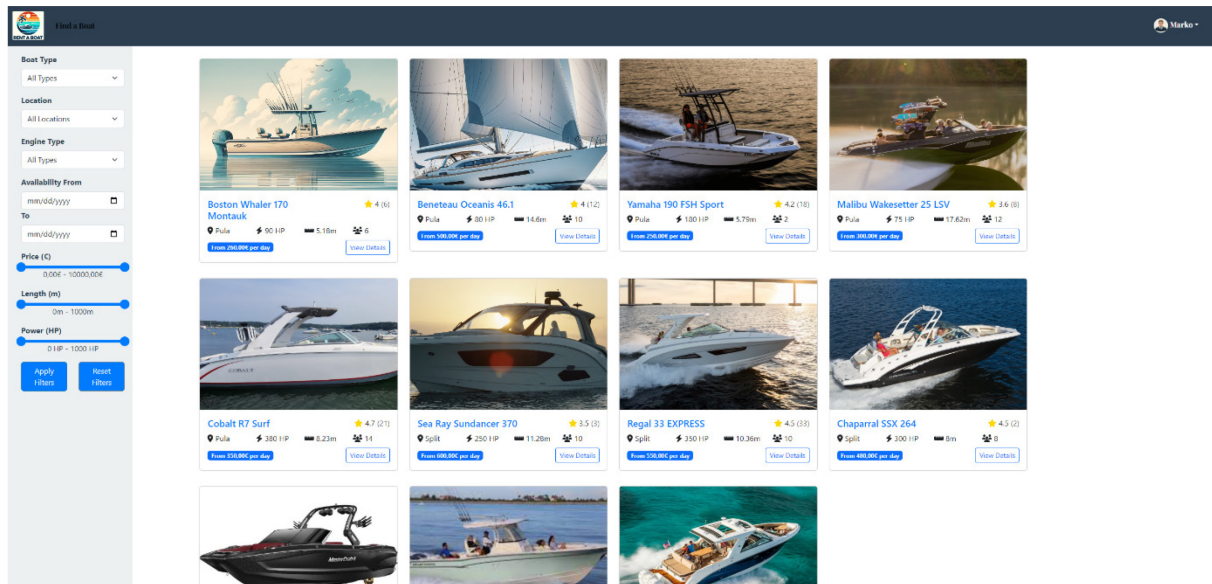 RENT A BOAT
Find a Boat
Marko
Boat Type
All Types
Location
All Locations
Engine Type
All Types
Availability From
mm/dd/yyyy
To
mm/dd/yyyy
Price (€)
0,00€ - 10000,00€
Length (m)
0m - 1000m
Power (HP)
0 HP - 1000 HP
Apply Filters
Reset Filters
Boston Whaler 170 Montauk
4 (6)
Pula 90 HP 5.18m 6
From 260,00€ per day
View Details
Beneteau Oceanis 46.1
4 (12)
Pula 80 HP 14.6m 10
From 500,00€ per day
View Details
Yamaha 190 FSH Sport
4.2 (18)
Pula 180 HP 5.79m 2
From 250,00€ per day
View Details
Malibu Wakesetter 25 LSV
3.6 (8)
Pula 75 HP 17.62m 12
From 300,00€ per day
View Details
COBALT
Cobalt R7 Surf
4.7 (21)
Pula 380 HP 8.23m 14
From 350,00€ per day
View Details
Sea Ray Sundancer 370
3.5 (3)
Split 250 HP 11.28m 10
From 600,00€ per day
View Details
Regal 33 EXPRESS
4.5 (33)
Split 350 HP 10.36m 10
From 550,00€ per day
View Details
Chaparral SSX 264
4.5 (2)
Split 300 HP 8m 8
From 480,00€ per day
View Details
MasterCraft